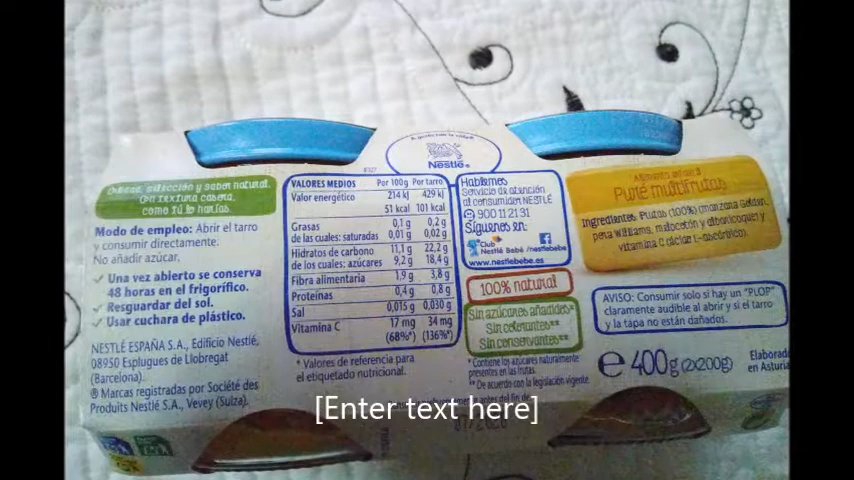 Nestlé®
sabor natural.
Con textura casera,
como tú lo harías.
Modo de empleo: Abrir el tarro
y consumir directamente.
No añadir azúcar.
✓ Una vez abierto se conserva
48 horas en el frigorífico.
✓ Resguardar del sol.
✓ Usar cuchara de plástico.
NESTLÉ ESPAÑA S.A., Edificio Nestlé,
08950 Esplugues de Llobregat
(Barcelona).
® Marcas registradas por Société des
Produits Nestlé S.A., Vevey (Suiza).
VALORES MEDIOS Por 100g Por tarro
Valor energético 214 kJ 429 kJ
51 kcal 101 kcal
Grasas 0,1 g 0,2 g
de las cuales: saturadas 0,01 g 0,02 g
Hidratos de carbono 11,1 g 22,2 g
de los cuales: azúcares 9,2 g 18,4 g
Fibra alimentaria 1,9 g 3,8 g
Proteínas 0,4 g 0,8 g
Sal 0,015 g 0,030 g
Vitamina C 17 mg 34 mg
(68%*) (136%*)
* Valores de referencia para
el etiquetado nutricional.
Hablemos
Servicio de atención
al consumidor NESTLÉ
900 11 21 31
Síguenos en:
Club
Nestlé Bebé /nestlebebe
www.nestlebebe.es
100% natural
Sin azúcares añadidos*
Sin colorantes**
Sin conservantes**
* Contiene los azúcares naturalmente
presentes en las frutas.
** De acuerdo con la legislación vigente.
Puré multifrutas
Ingredientes: Frutas (100%) (manzana Golden,
pera Williams, melocotón y albaricoque) y
vitamina C (ácido L-ascórbico).
AVISO: Consumir solo si hay un "PLOP"
claramente audible al abrir y si el tarro
y la tapa no están dañados.
e 400g (2x200g)
Elaborado
en Asturia
antes del fin de
[Enter text here]